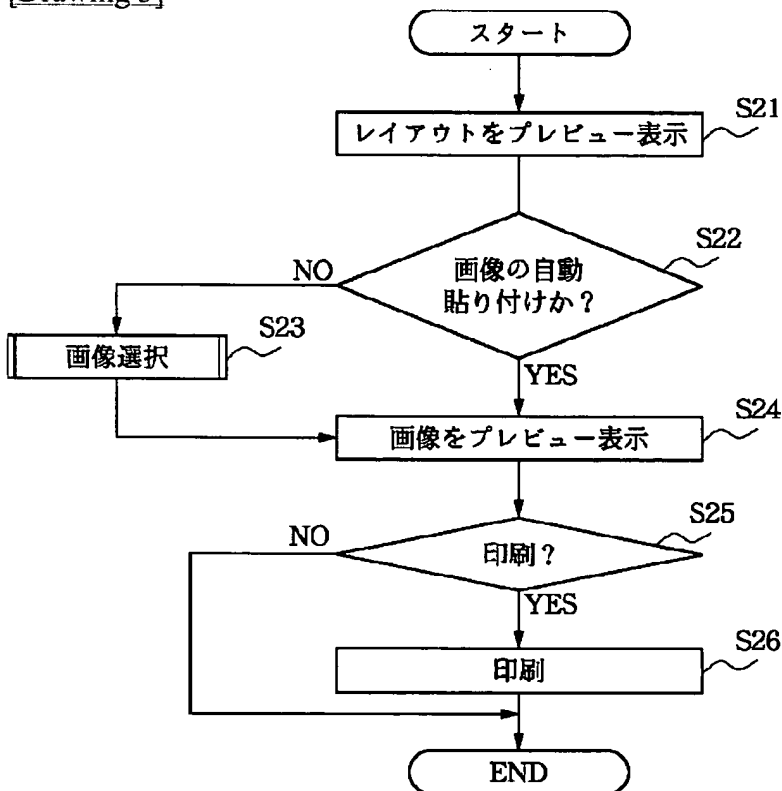 スタート
S21
レイアウトをプレビュー表示
S22
NO
画像の自動
貼り付けか？
S23
画像選択
YES
S24
画像をプレビュー表示
S25
NO
印刷？
YES
S26
印刷
END